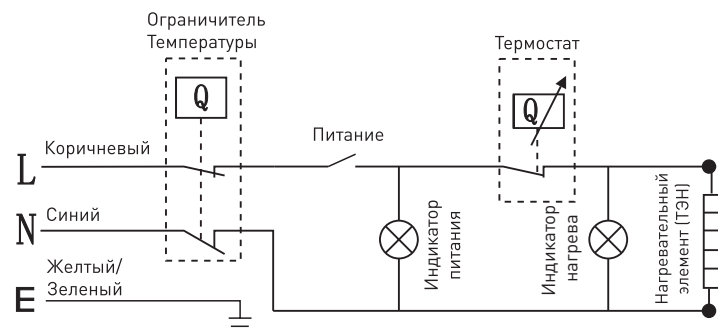 Ограничитель
Температуры
Термостат
Q
Q
Питание
L
Коричневый
N
Синий
Индикатор
питания
Индикатор
нагрева
Нагревательный
элемент (ТЭН)
Желтый/
Зеленый
E